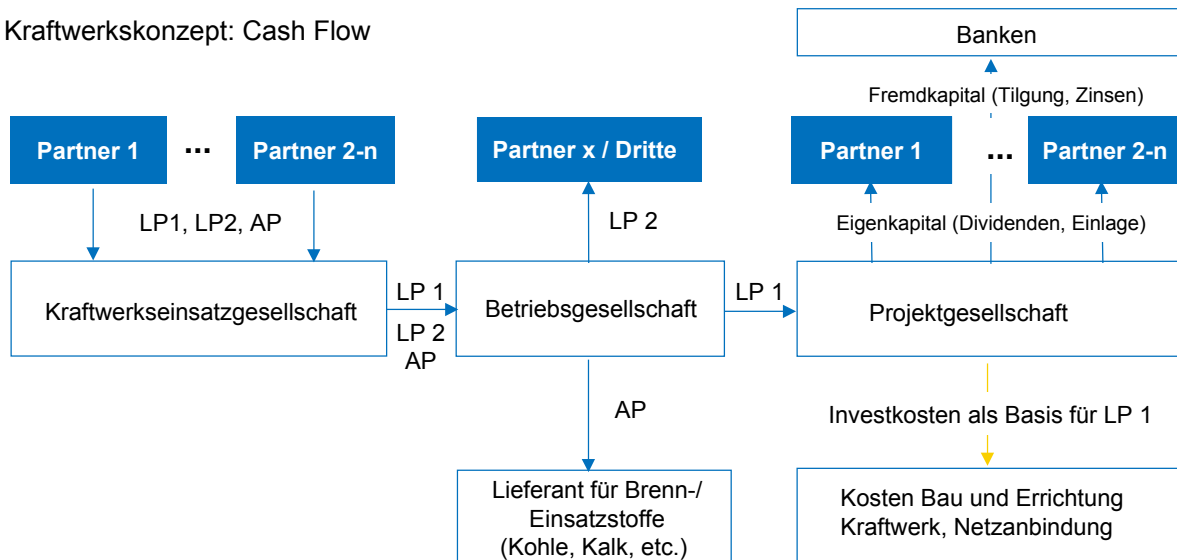 Kraftwerkskonzept: Cash Flow
Banken
Fremdkapital (Tilgung, Zinsen)
Partner 1
...
Partner 2-n
Partner x / Dritte
Partner 1
...
Partner 2-n
LP1, LP2, AP
LP 2
Eigenkapital (Dividenden, Einlage)
Kraftwerkseinsatzgesellschaft
LP 1
LP 2
AP
Betriebsgesellschaft
LP 1
Projektgesellschaft
AP
Investkosten als Basis für LP 1
Lieferant für Brenn-/
Einsatzstoffe
(Kohle, Kalk, etc.)
Kosten Bau und Errichtung
Kraftwerk, Netzanbindung